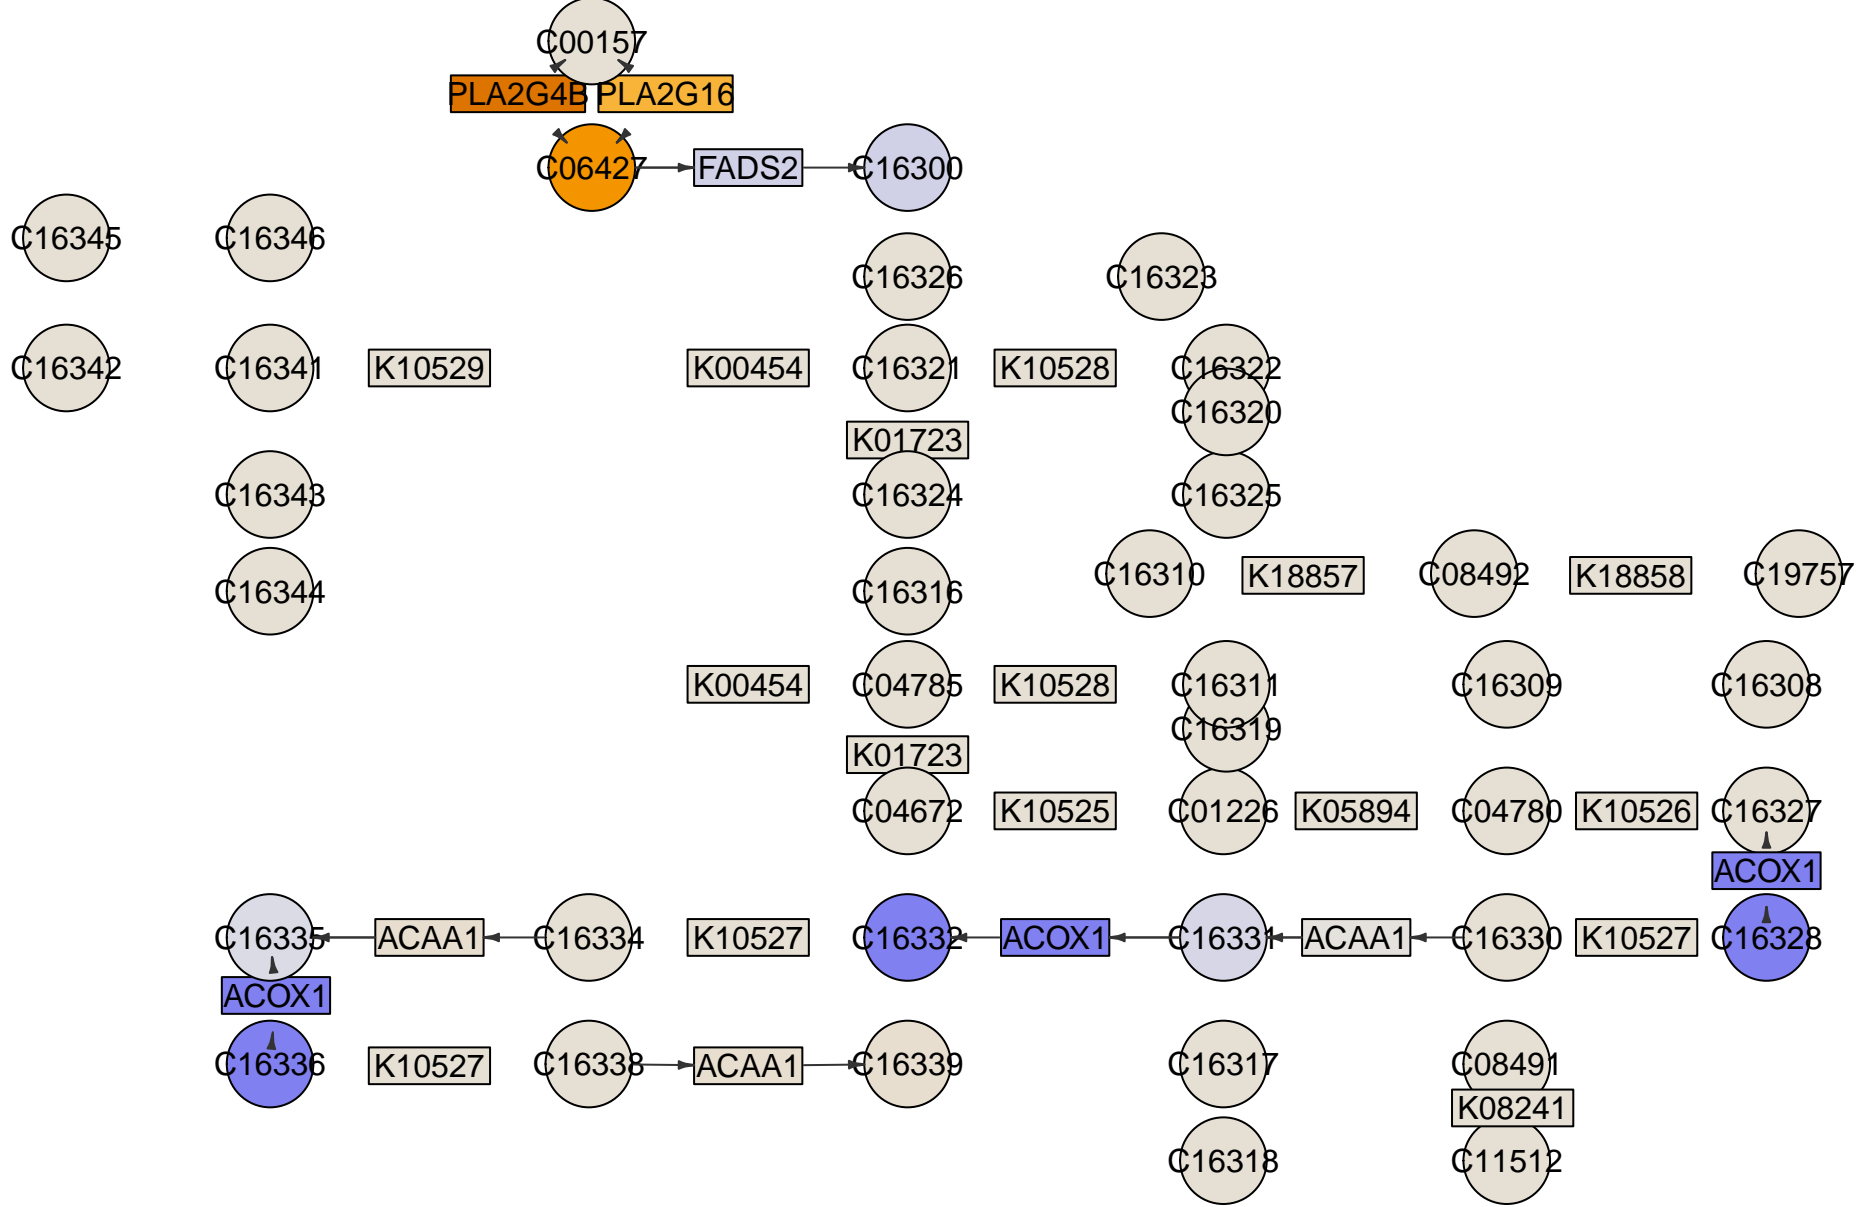 C00157
PLA2G4B PLA2G16
C06427 FADS2 C16300
C16345 C16346
C16326 C16323
C16342 C16341 K10529 K00454 C16321 K10528 C16322
C16320
K01723
C16343 C16324 C16325
C16310 K18857 C08492 K18858 C19757
C16344 C16316
K00454 C04785 K10528 C16311 C16309 C16308
C16319
K01723
C04672 K10525 C01226 K05894 C04780 K10526 C16327
ACOX1
C16335 ACAA1 C16334 K10527 C16332 ACOX1 C16331 ACAA1 C16330 K10527 C16328
ACOX1
C16336 K10527 C16338 ACAA1 C16339 C16317 C08491
K08241
C16318 C11512